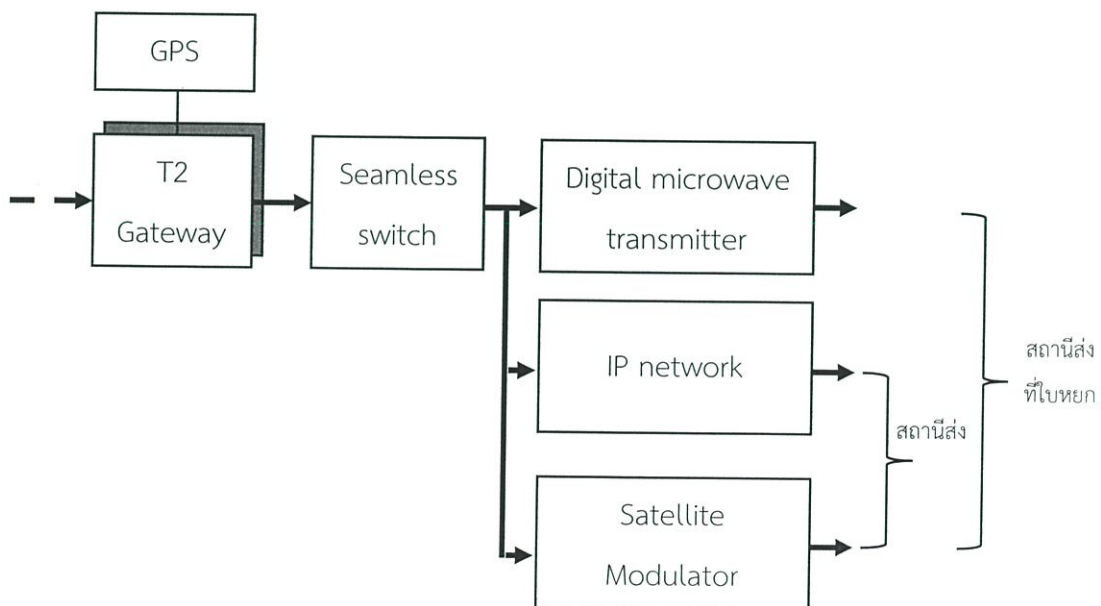 GPS
T2
Gateway
Seamless
switch
Digital microwave
transmitter
IP network
Satellite
Modulator
สถานีส่ง
สถานีส่ง
ที่ใบหยก